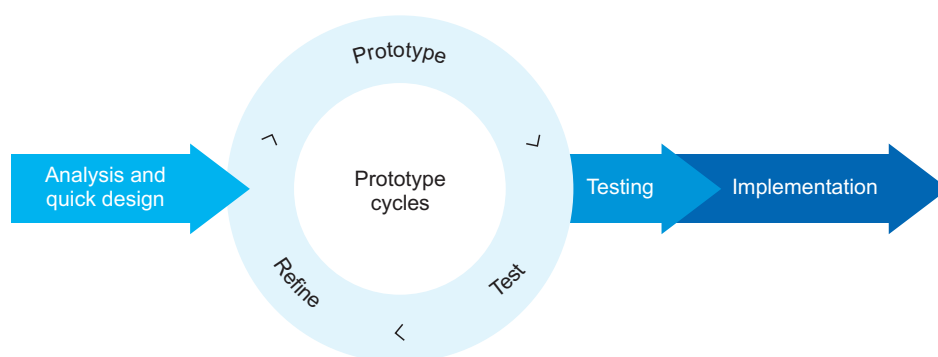 Prototype
Analysis and
quick design
Prototype
cycles
Testing
Implementation
Refine
Test